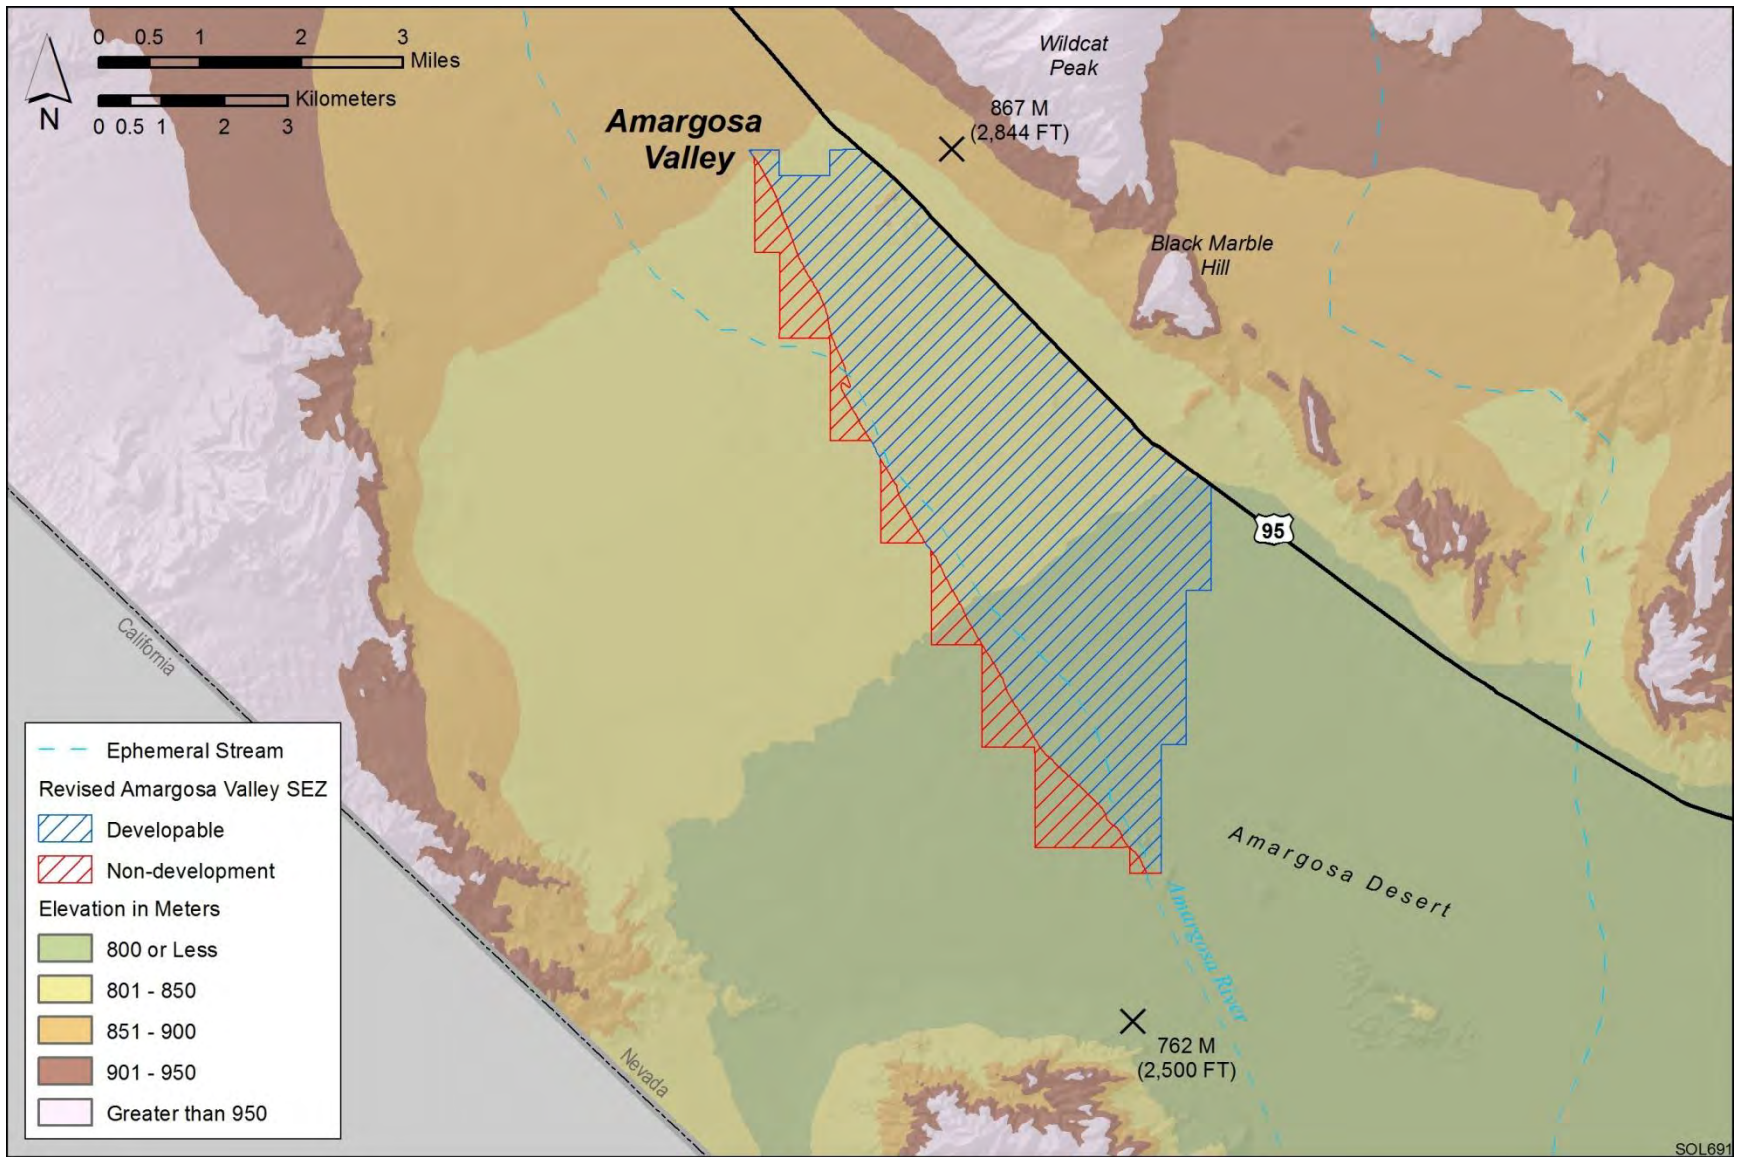 0 0.5 1 2 3
Miles
Kilometers
0 0.5 1 2 3
N
Amargosa
Valley
Wildcat
Peak
867 M
(2,844 FT)
Black Marble
Hill
95
California
Nevada
Amargosa Desert
Amargosa River
762 M
(2,500 FT)
Ephemeral Stream
Revised Amargosa Valley SEZ
Developable
Non-development
Elevation in Meters
800 or Less
801 - 850
851 - 900
901 - 950
Greater than 950
SOL691